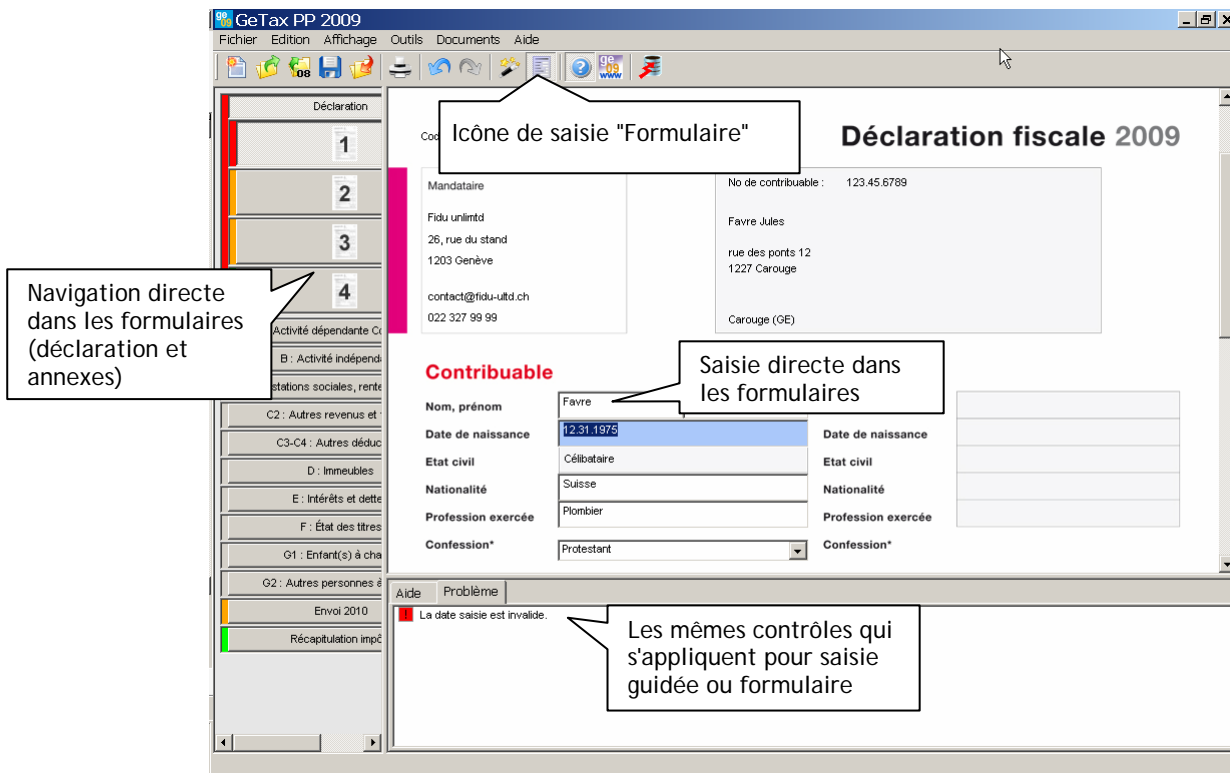 GeTax PP 2009
Fichier Edition Affichage Outils Documents Aide
Déclaration
1
2
3
4
Activité dépendante
B : Activité
sociales,
C2 : Autres revenus et
C3-C4 : Autres
D : Immeubles
E : Intérêts et
F : État des titres
G1 : Enfant(s) à
G2 : Autres personnes
Envoi 2010
Récapitulation
Navigation directe
dans les formulaires
(déclaration et
annexes)
Icône de saisie "Formulaire"
Déclaration fiscale 2009
Mandataire
Fidu unlimtd
26, rue du stand
1203 Genève
contact@fidu-ultd.ch
022 327 99 99
No de contribuable : 123.45.6789
Favre Jules
rue des ponts 12
1227 Carouge
Carouge (GE)
Contribuable
Saisie directe dans
les formulaires
Nom, prénom Favre
Date de naissance 12.31.1975 Date de naissance
Etat civil Célibataire Etat civil
Nationalité Suisse Nationalité
Profession exercée Plombier Profession exercée
Confession* Protestant Confession*
Aide Problème
! La date saisie est invalide.
Les mêmes contrôles qui
s'appliquent pour saisie
guidée ou formulaire